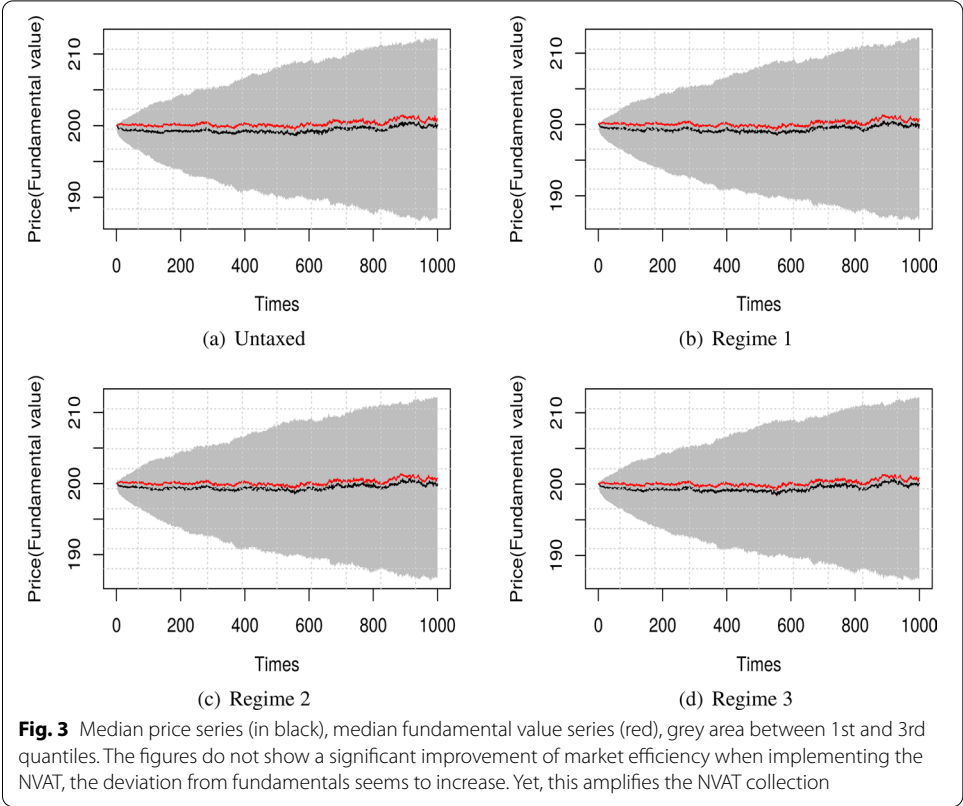 Price(Fundamental value)
210
200
190
0 200 400 600 800 1000
Times
(a) Untaxed
Price(Fundamental value)
210
200
190
0 200 400 600 800 1000
Times
(b) Regime 1
Price(Fundamental value)
210
200
190
0 200 400 600 800 1000
Times
(c) Regime 2
Price(Fundamental value)
210
200
190
0 200 400 600 800 1000
Times
(d) Regime 3
Fig. 3 Median price series (in black), median fundamental value series (red), grey area between 1st and 3rd
quantiles. The figures do not show a significant improvement of market efficiency when implementing the
NVAT, the deviation from fundamentals seems to increase. Yet, this amplifies the NVAT collection